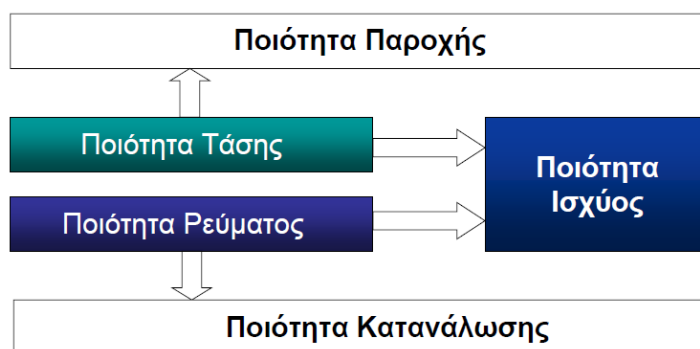 Ποιότητα Παροχής
Ποιότητα Τάσης
Ποιότητα
Ισχύος
Ποιότητα Ρεύματος
Ποιότητα Κατανάλωσης